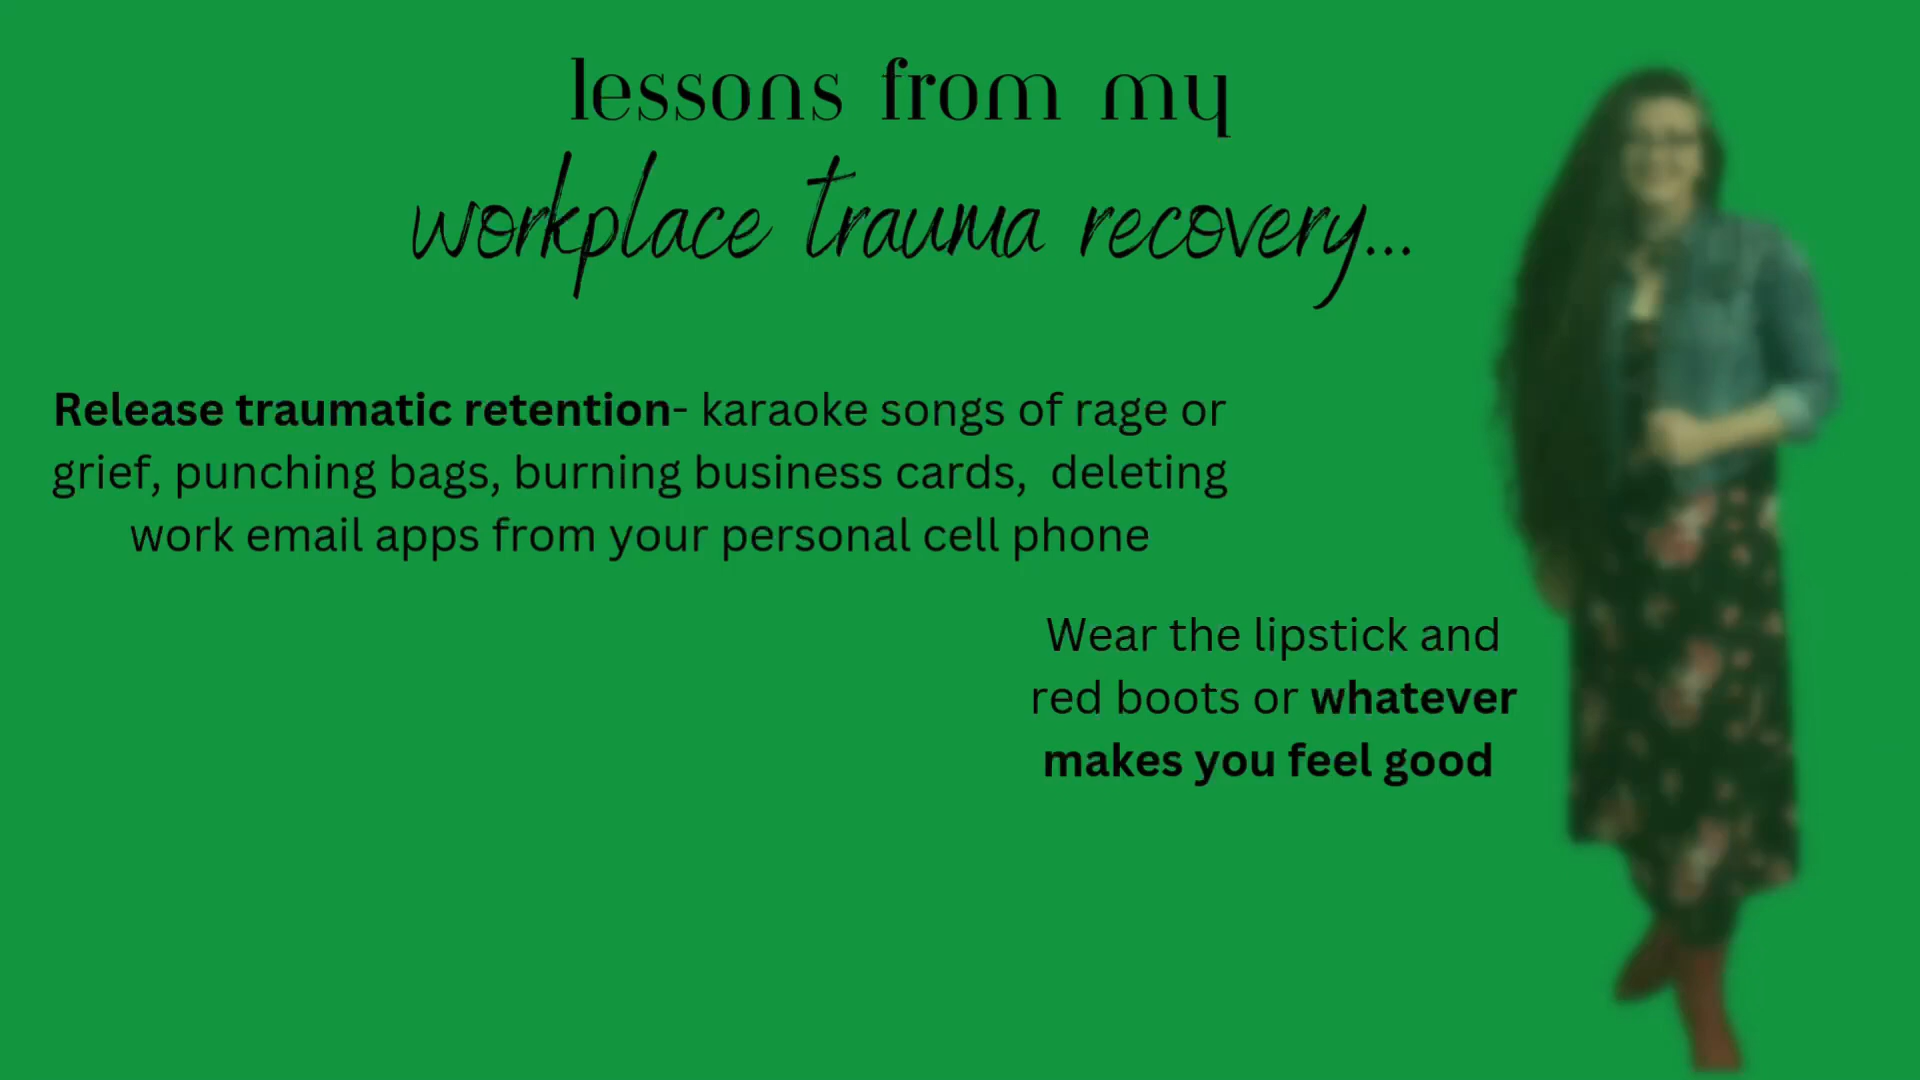 lessons from my
workplace trauma recovery...
Release traumatic retention- karaoke songs of rage or
grief, punching bags, burning business cards,  deleting
work email apps from your personal cell phone
Wear the lipstick and
red boots or whatever
makes you feel good